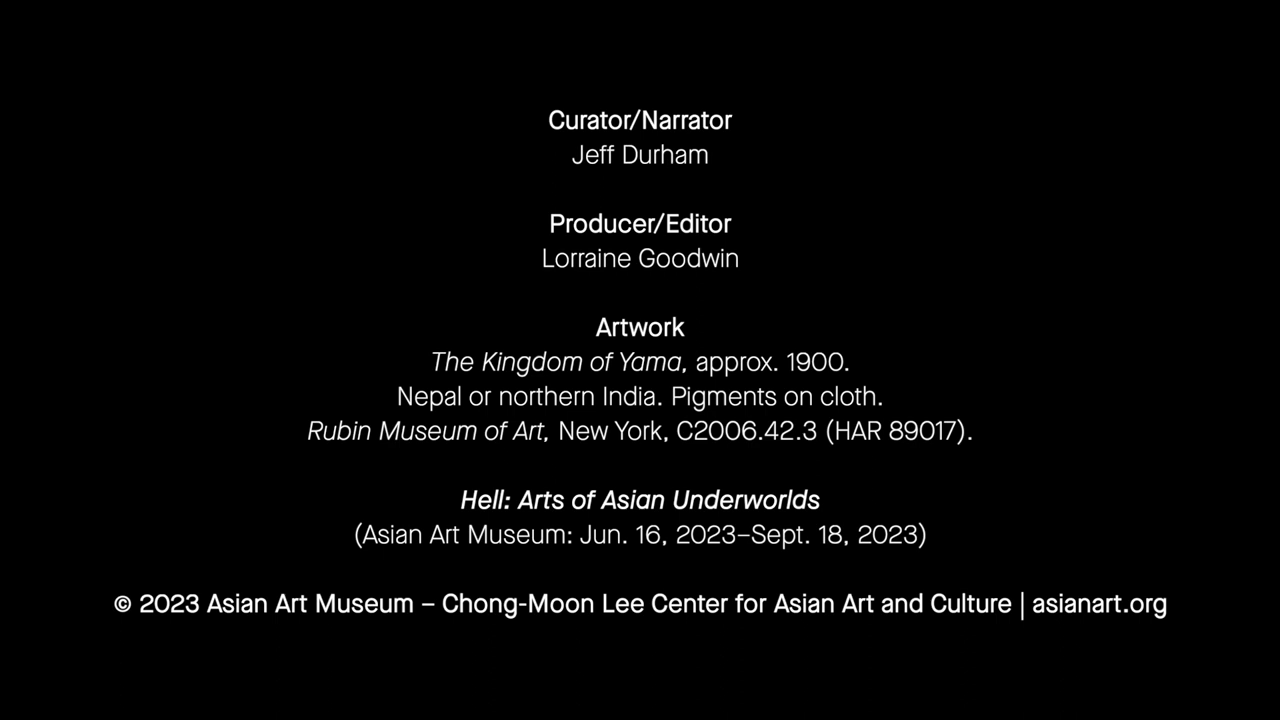 Curator/Narrator
Jeff Durham
Producer/Editor
Lorraine Goodwin
Artwork
The Kingdom of Yama, approx. 1900.
Nepal or northern India. Pigments on cloth.
Rubin Museum of Art, New York, C2006.42.3 (HAR 89017).
Hell: Arts of Asian Underworlds
(Asian Art Museum: Jun. 16, 2023–Sept. 18, 2023)
© 2023 Asian Art Museum – Chong-Moon Lee Center for Asian Art and Culture | asianart.org